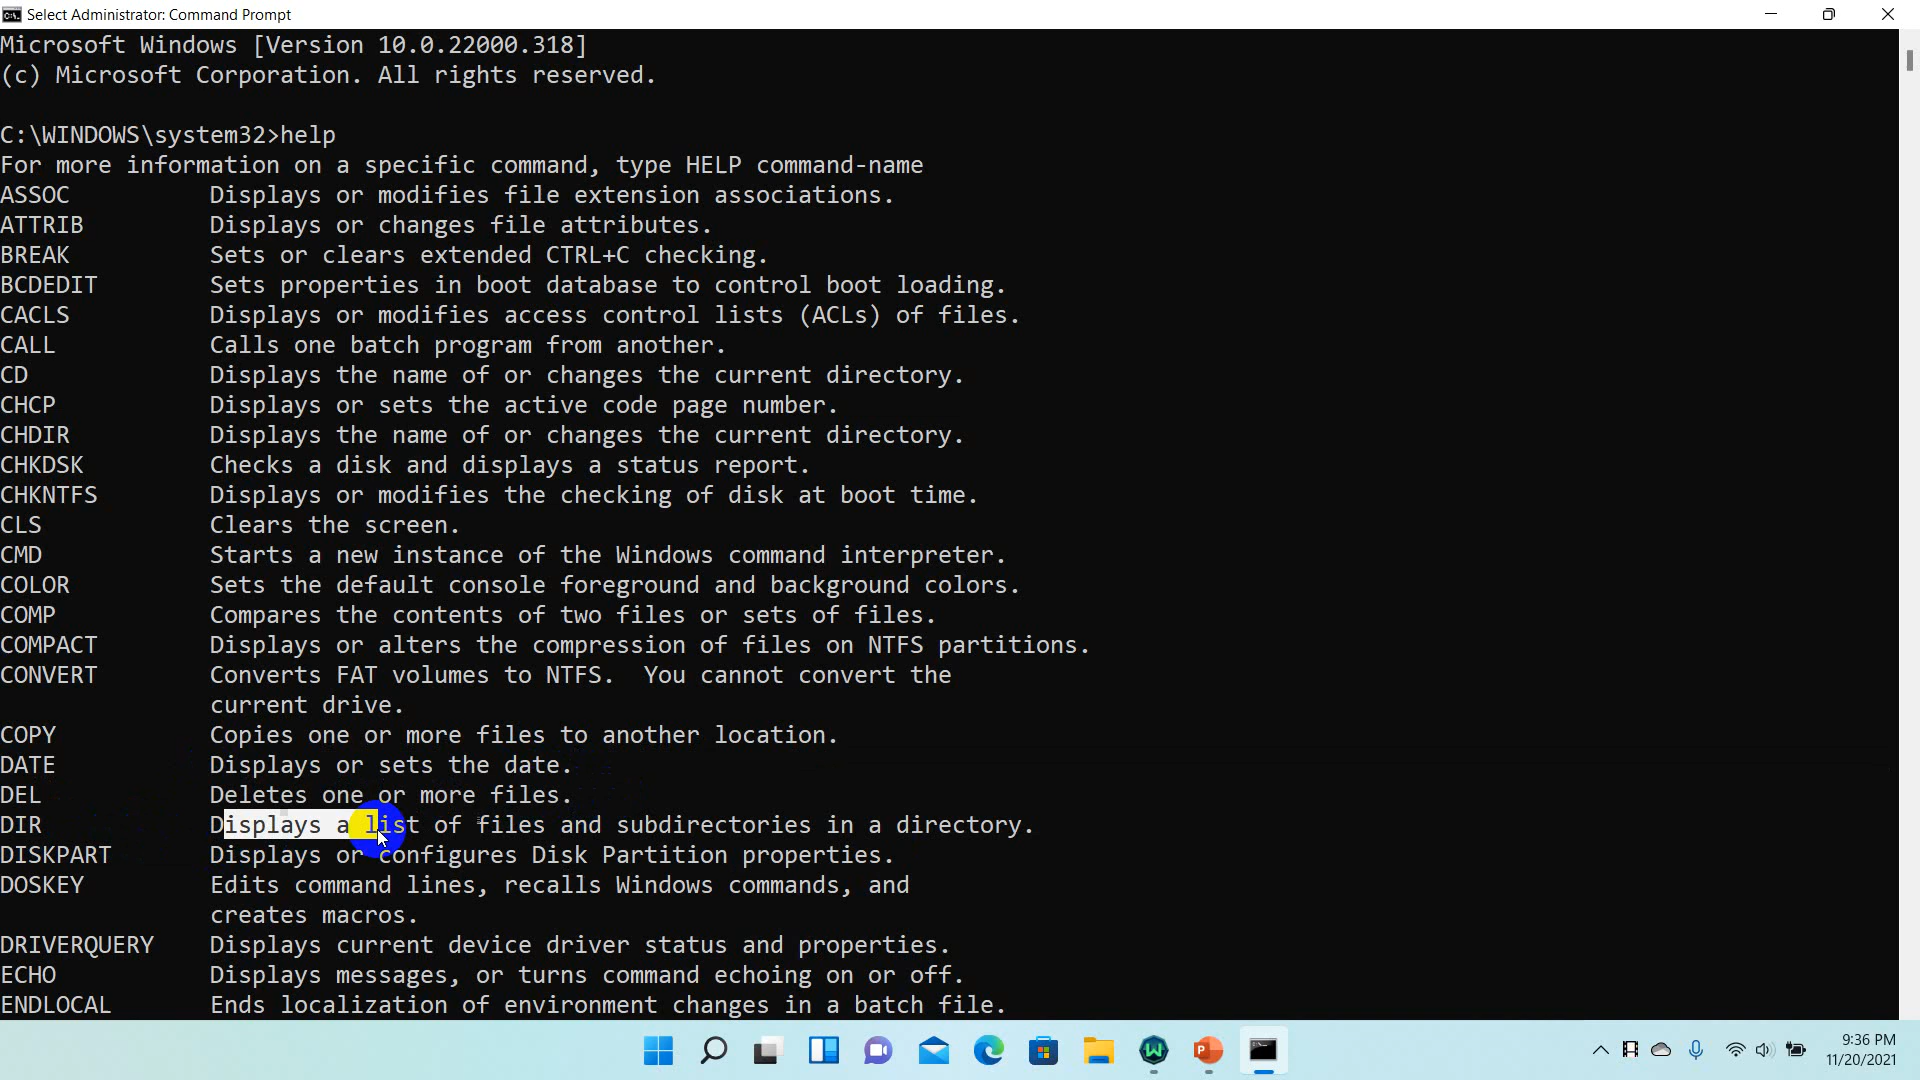 Select Administrator: Command Prompt
Microsoft Windows [Version 10.0.22000.318]
(c) Microsoft Corporation. All rights reserved.
C:\WINDOWS\system32>help
For more information on a specific command, type HELP command-name
ASSOC          Displays or modifies file extension associations.
ATTRIB         Displays or changes file attributes.
BREAK          Sets or clears extended CTRL+C checking.
BCDEDIT        Sets properties in boot database to control boot loading.
CACLS          Displays or modifies access control lists (ACLs) of files.
CALL           Calls one batch program from another.
CD             Displays the name of or changes the current directory.
CHCP           Displays or sets the active code page number.
CHDIR          Displays the name of or changes the current directory.
CHKDSK         Checks a disk and displays a status report.
CHKNTFS        Displays or modifies the checking of disk at boot time.
CLS            Clears the screen.
CMD            Starts a new instance of the Windows command interpreter.
COLOR          Sets the default console foreground and background colors.
COMP           Compares the contents of two files or sets of files.
COMPACT        Displays or alters the compression of files on NTFS partitions.
CONVERT        Converts FAT volumes to NTFS.  You cannot convert the
               current drive.
COPY           Copies one or more files to another location.
DATE           Displays or sets the date.
DEL            Deletes one or more files.
DIR            Displays a list of files and subdirectories in a directory.
DISKPART       Displays or configures Disk Partition properties.
DOSKEY         Edits command lines, recalls Windows commands, and
               creates macros.
DRIVERQUERY    Displays current device driver status and properties.
ECHO           Displays messages, or turns command echoing on or off.
ENDLOCAL       Ends localization of environment changes in a batch file.
9:36 PM
11/20/2021